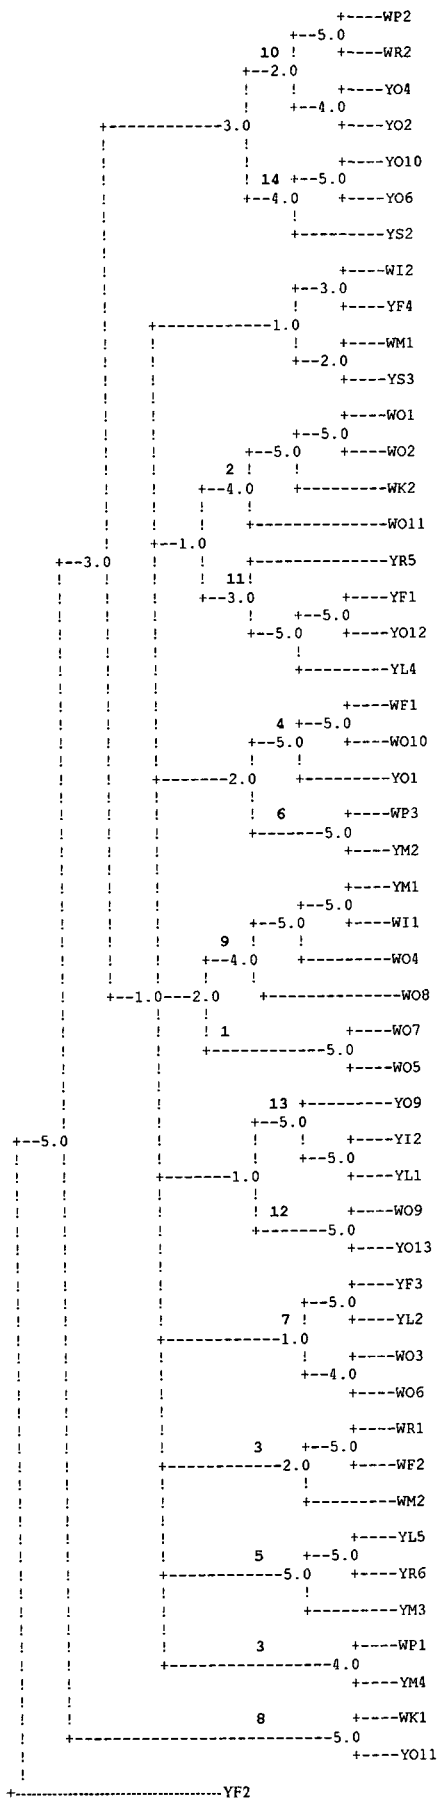 +----WP2
+--5.0
10 ! +----WR2
+--2.0
! ! +----YO4
! +--4.0
+---------3.0 +----YO2
! ! +----YO10
! ! 14 +--5.0
! +--4.0 +----YO6
! !
! +--------YS2
! +----WI2
! +--3.0
! ! +----YF4
! +-----------1.0
! ! ! +----WM1
! ! +--2.0
! ! +----YS3
! ! +----WO1
! ! +--5.0
! ! +--5.0 +----WO2
! ! 2 ! !
! ! +--4.0 +--------WK2
! ! ! !
! ! ! +------------WO11
! +--1.0
+--3.0 ! ! 11! +------------YR5
! ! ! +--3.0 +----YF1
! ! ! ! +--5.0
! ! ! +--5.0 +----YO12
! ! ! !
! ! ! +--------YL4
! ! ! +----WF1
! ! ! 4 +--5.0
! ! ! +--5.0 +----WO10
! ! ! ! !
! ! +-------2.0 +--------YO1
! ! ! !
! ! ! ! 6 +----WP3
! ! ! +------5.0
! ! ! +----YM2
! ! ! +----YM1
! ! ! +--5.0
! ! ! +--5.0 +----WI1
! ! ! 9 ! !
! ! ! +--4.0 +--------WO4
! ! ! ! !
! +--1.0---2.0 +------------WO8
! ! !
! ! ! 1 +----WO7
! ! +----------5.0
! ! +----WO5
! ! 13 +--------YO9
+--5.0 ! +--5.0
! ! ! ! ! +----YI2
! ! ! ! +--5.0
! ! +------1.0 +----YL1
! ! ! !
! ! ! ! 12 +----WO9
! ! ! +------5.0
! ! ! +----YO13
! ! ! +----YF3
! ! ! +--5.0
! ! ! 7 ! +----YL2
! ! +----------1.0
! ! ! ! +----WO3
! ! ! +--4.0
! ! ! +----WO6
! ! ! +----WR1
! ! ! 3 +--5.0
! ! +----------2.0 +----WF2
! ! ! !
! ! ! +--------WM2
! ! ! +----YL5
! ! ! 5 +--5.0
! ! +----------5.0 +----YR6
! ! ! !
! ! ! +--------YM3
! ! ! 3 +----WP1
! ! +--------------4.0
! ! +----YM4
! ! 8 +----WK1
! +----------------------5.0
! +----YO11
!
+--------------------YF2